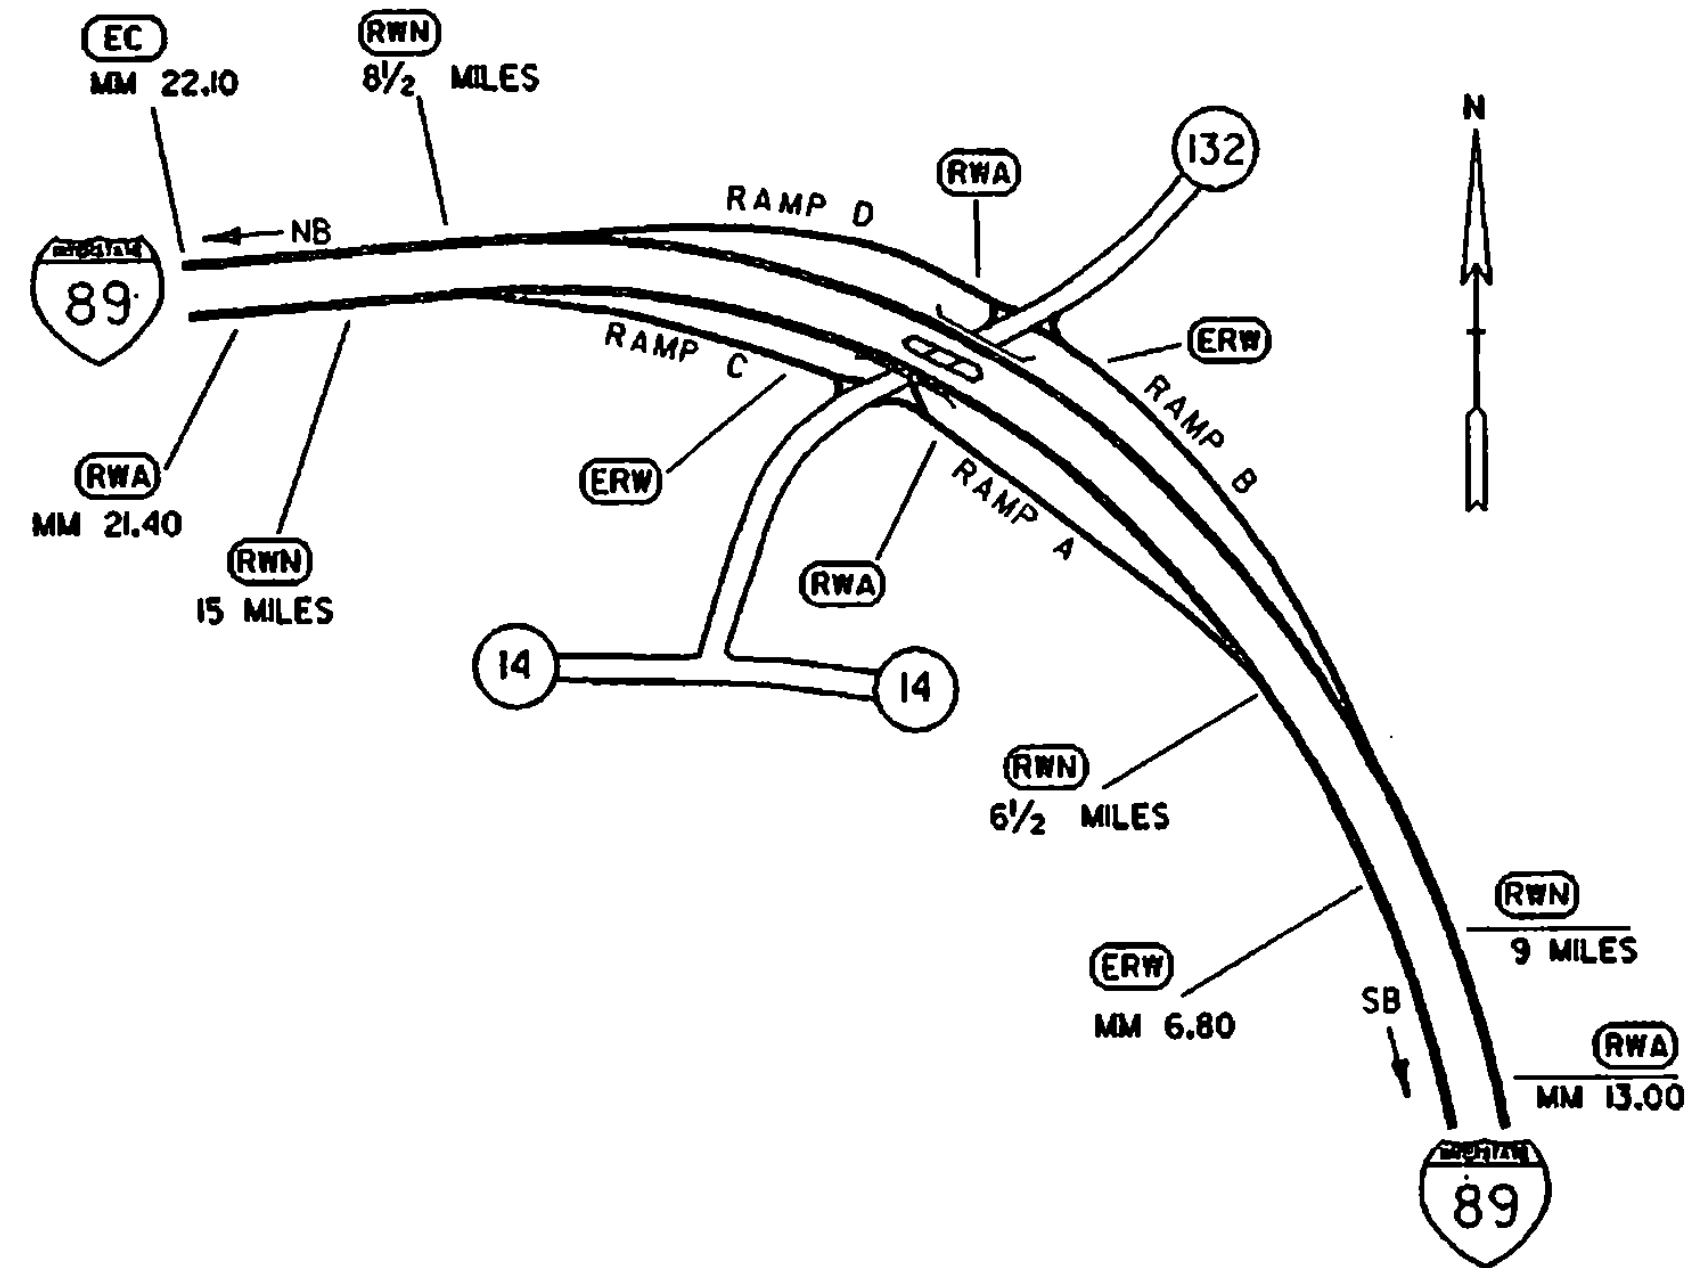 EC
MM 22.10
RWN
8½ MILES
N
132
RWA
RAMP D
NB
INTERSTATE
89
ERW
RAMP C
RAMP B
RWA
MM 21.40
ERW
RAMP A
RWN
15 MILES
RWA
14
14
RWN
6½ MILES
RWN
9 MILES
ERW
MM 6.80
SB
RWA
MM 13.00
INTERSTATE
89